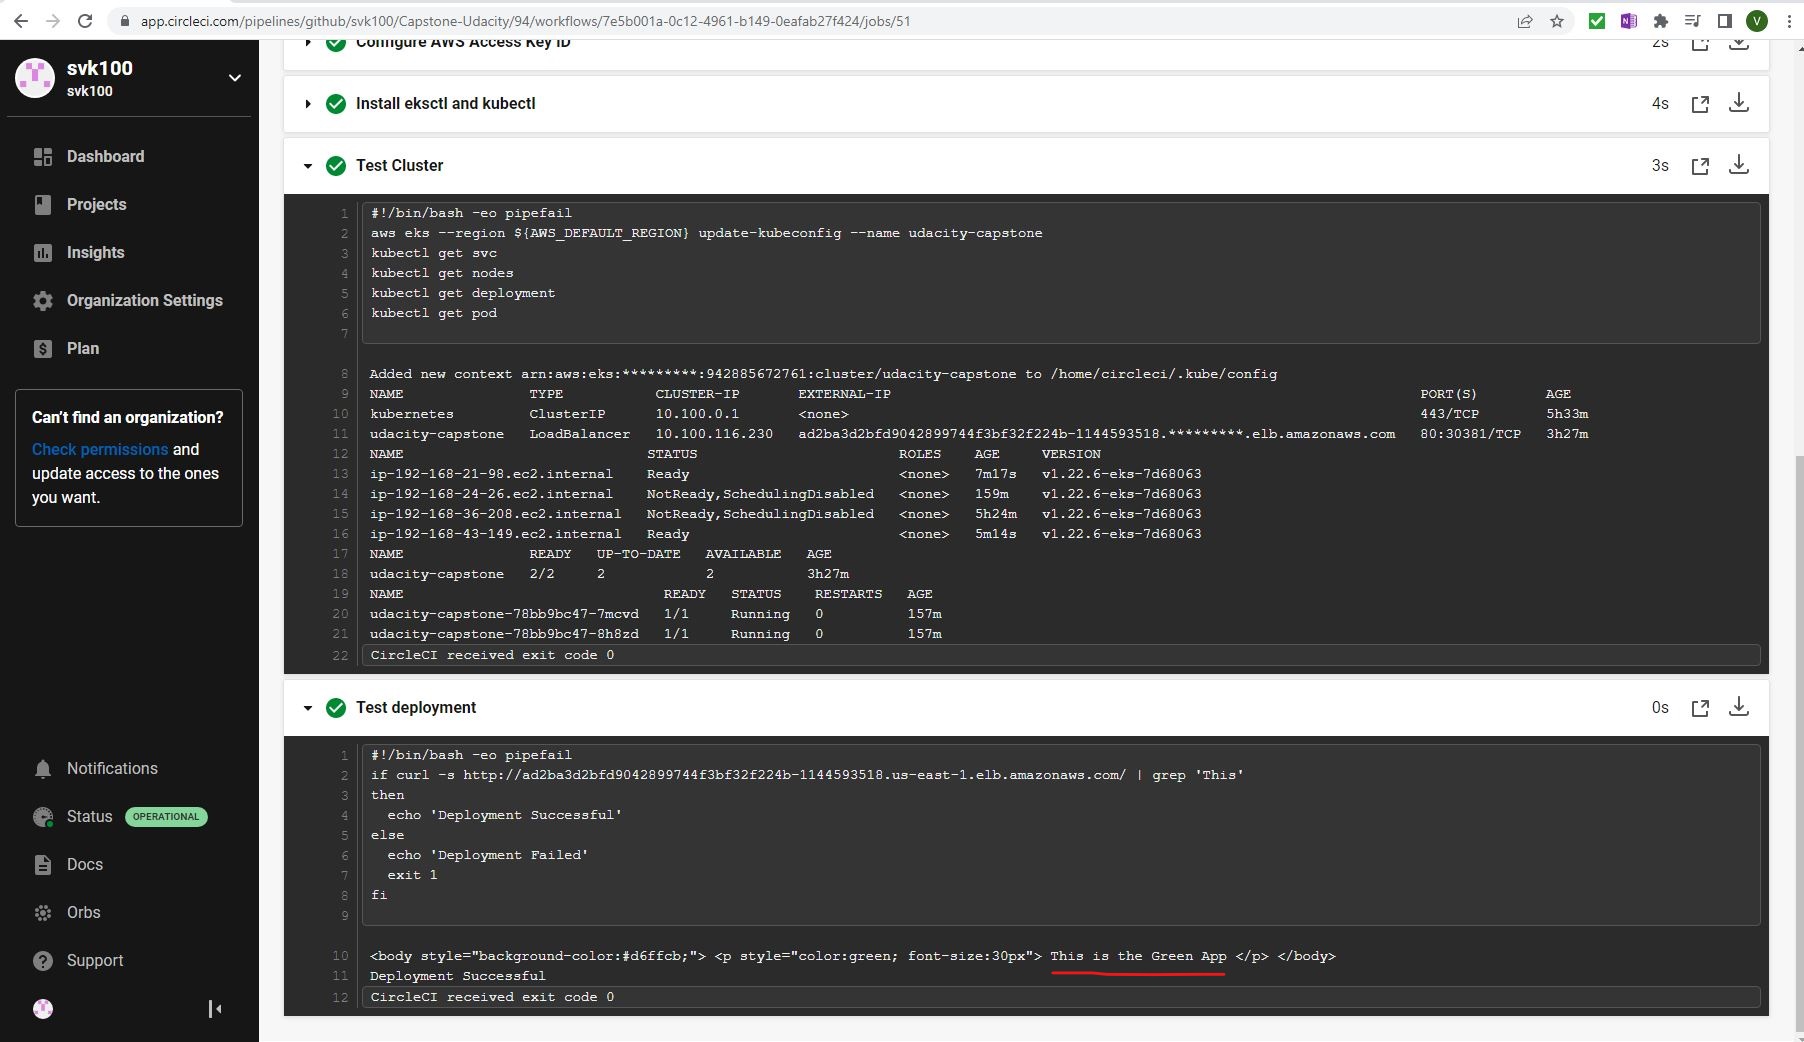 app.circleci.com/pipelines/github/svk100/Capstone-Udacity/94/workflows/7e5b001a-0c12-4961-b149-0eafab27f424/jobs/51
V
svk100
svk100
Dashboard
Projects
Insights
Organization Settings
Plan
Can't find an organization?
Check permissions and
update access to the ones
you want.
Notifications
Status OPERATIONAL
Docs
Orbs
Support
Configure AWS Access Key ID 2s
Install eksctl and kubectl 4s
Test Cluster 3s
1 #!/bin/bash -eo pipefail
2 aws eks --region ${AWS_DEFAULT_REGION} update-kubeconfig --name udacity-capstone
3 kubectl get svc
4 kubectl get nodes
5 kubectl get deployment
6 kubectl get pod
7
8 Added new context arn:aws:eks:*********:942885672761:cluster/udacity-capstone to /home/circleci/.kube/config
9 NAME TYPE CLUSTER-IP EXTERNAL-IP PORT(S) AGE
10 kubernetes ClusterIP 10.100.0.1 <none> 443/TCP 5h33m
11 udacity-capstone LoadBalancer 10.100.116.230 ad2ba3d2bfd9042899744f3bf32f224b-1144593518.*********.elb.amazonaws.com 80:30381/TCP 3h27m
12 NAME STATUS ROLES AGE VERSION
13 ip-192-168-21-98.ec2.internal Ready <none> 7m17s v1.22.6-eks-7d68063
14 ip-192-168-24-26.ec2.internal NotReady,SchedulingDisabled <none> 159m v1.22.6-eks-7d68063
15 ip-192-168-36-208.ec2.internal NotReady,SchedulingDisabled <none> 5h24m v1.22.6-eks-7d68063
16 ip-192-168-43-149.ec2.internal Ready <none> 5m14s v1.22.6-eks-7d68063
17 NAME READY UP-TO-DATE AVAILABLE AGE
18 udacity-capstone 2/2 2 2 3h27m
19 NAME READY STATUS RESTARTS AGE
20 udacity-capstone-78bb9bc47-7mcvd 1/1 Running 0 157m
21 udacity-capstone-78bb9bc47-8h8zd 1/1 Running 0 157m
22 CircleCI received exit code 0
Test deployment 0s
1 #!/bin/bash -eo pipefail
2 if curl -s http://ad2ba3d2bfd9042899744f3bf32f224b-1144593518.us-east-1.elb.amazonaws.com/ | grep 'This'
3 then
4 echo 'Deployment Successful'
5 else
6 echo 'Deployment Failed'
7 exit 1
8 fi
9
10 <body style="background-color:#d6ffcb;"> <p style="color:green; font-size:30px"> This is the Green App </p> </body>
11 Deployment Successful
12 CircleCI received exit code 0